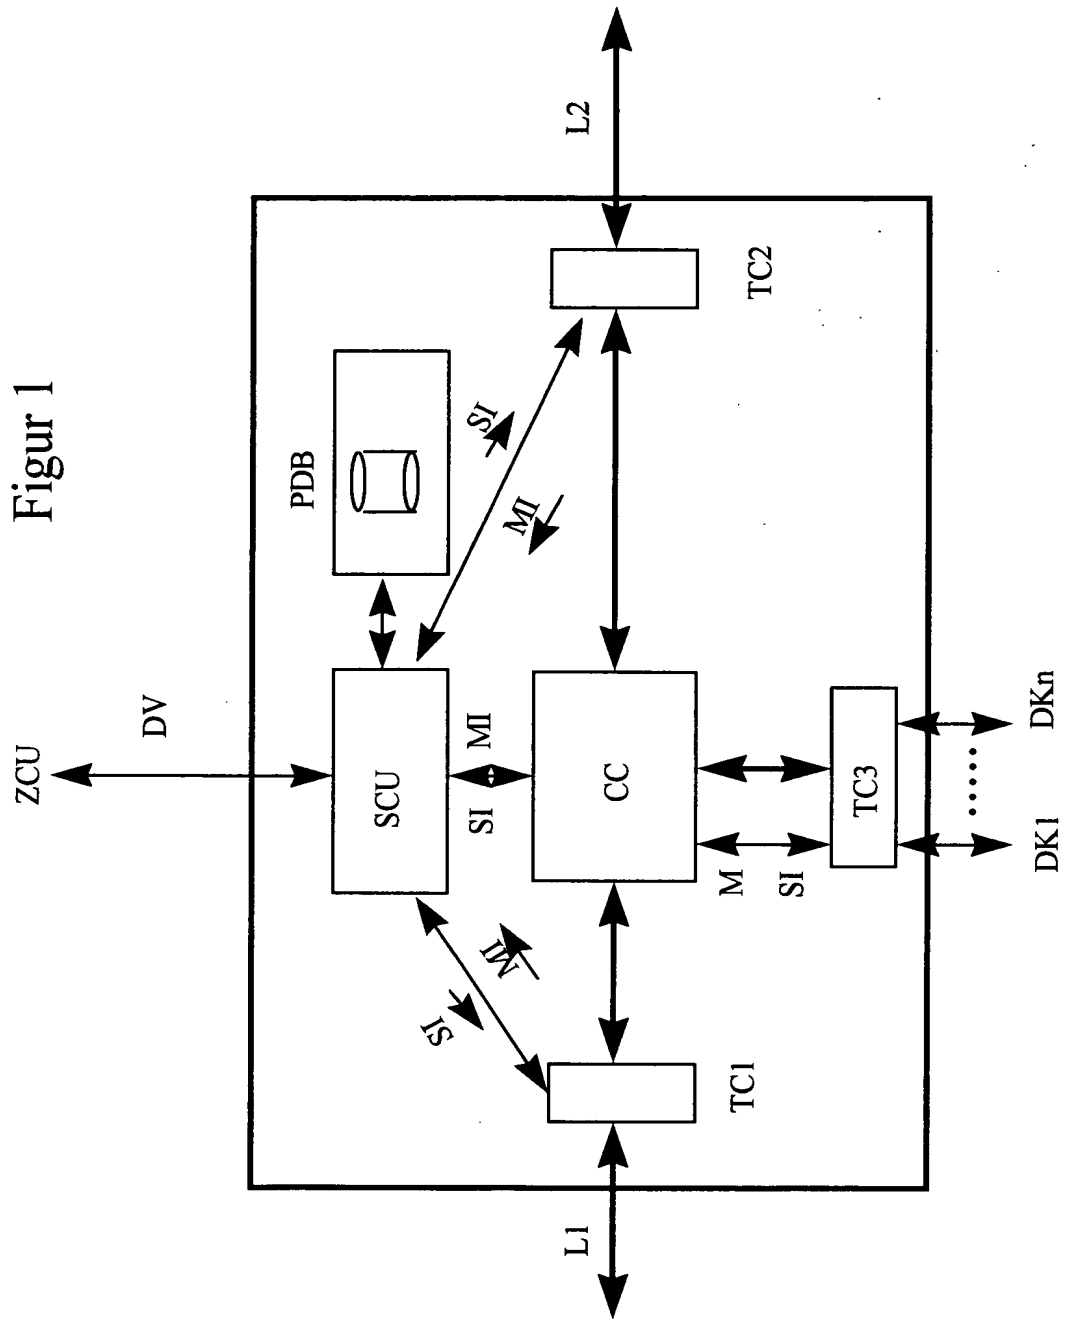 Figur 1
ZCU
DV
PDB
SCU
SI
MI
SI
MI
SI
MI
L1
TC1
CC
TC2
L2
M
SI
TC3
DK1
......
DKn